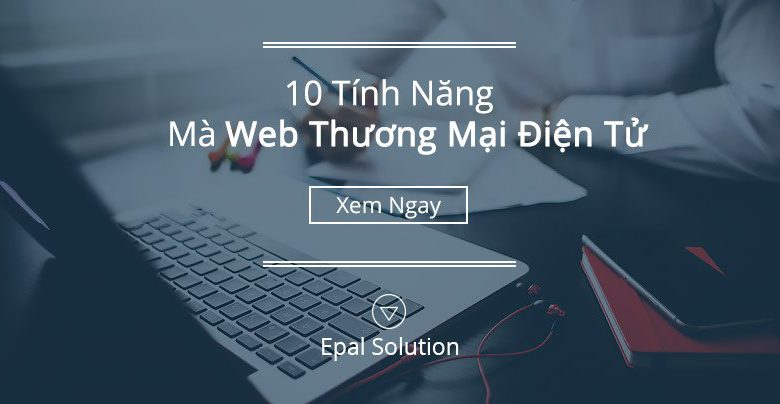 10 Tính Năng
Mà Web Thương Mại Điện Tử
Xem Ngay
Epal Solution